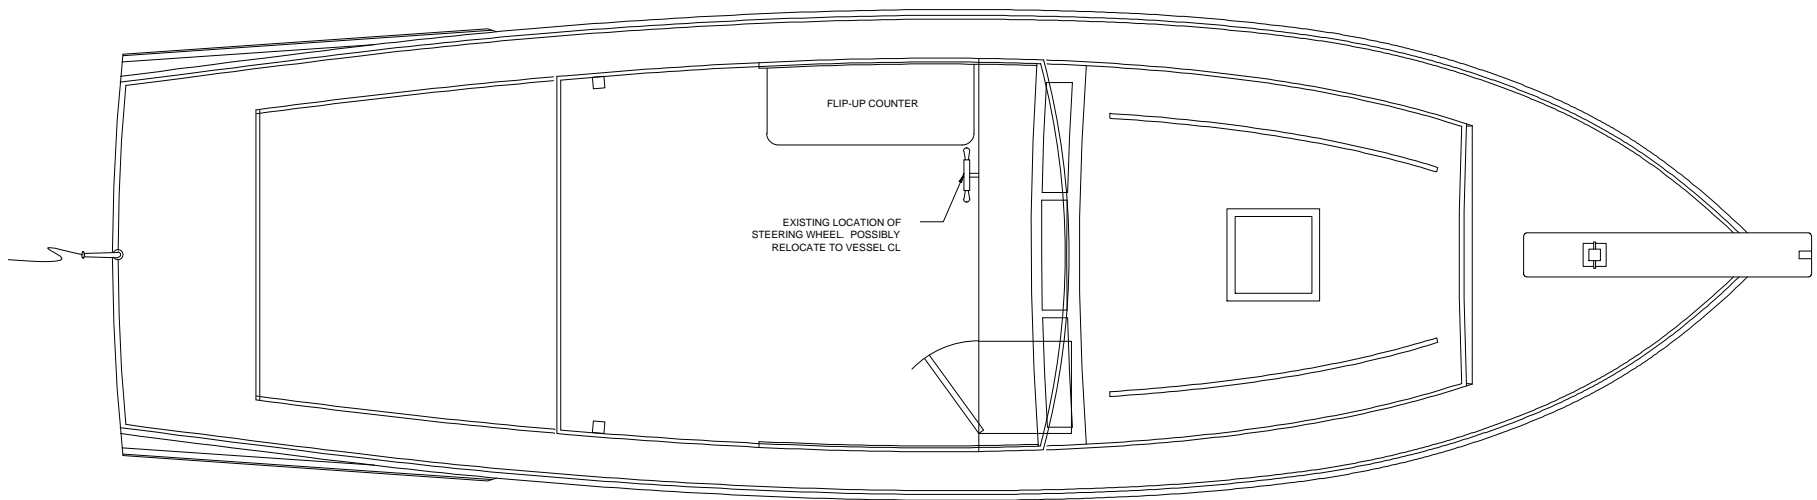 FLIP-UP COUNTER
EXISTING LOCATION OF
STEERING WHEEL. POSSIBLY
RELOCATE TO VESSEL CL